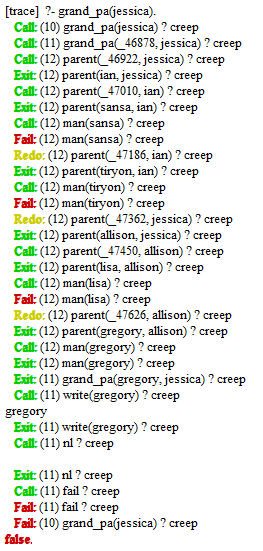 [trace]  ?- grand_pa(jessica).
Call: (10) grand_pa(jessica) ? creep
Call: (11) grand_pa(_46878, jessica) ? creep
Call: (12) parent(_46922, jessica) ? creep
Exit: (12) parent(ian, jessica) ? creep
Call: (12) parent(_47010, ian) ? creep
Exit: (12) parent(sansa, ian) ? creep
Call: (12) man(sansa) ? creep
Fail: (12) man(sansa) ? creep
Redo: (12) parent(_47186, ian) ? creep
Exit: (12) parent(tiryon, ian) ? creep
Call: (12) man(tiryon) ? creep
Fail: (12) man(tiryon) ? creep
Redo: (12) parent(_47362, jessica) ? creep
Exit: (12) parent(allison, jessica) ? creep
Call: (12) parent(_47450, allison) ? creep
Exit: (12) parent(lisa, allison) ? creep
Call: (12) man(lisa) ? creep
Fail: (12) man(lisa) ? creep
Redo: (12) parent(_47626, allison) ? creep
Exit: (12) parent(gregory, allison) ? creep
Call: (12) man(gregory) ? creep
Exit: (12) man(gregory) ? creep
Exit: (11) grand_pa(gregory, jessica) ? creep
Call: (11) write(gregory) ? creep
gregory
Exit: (11) write(gregory) ? creep
Call: (11) nl ? creep
Exit: (11) nl ? creep
Call: (11) fail ? creep
Fail: (11) fail ? creep
Fail: (10) grand_pa(jessica) ? creep
false.